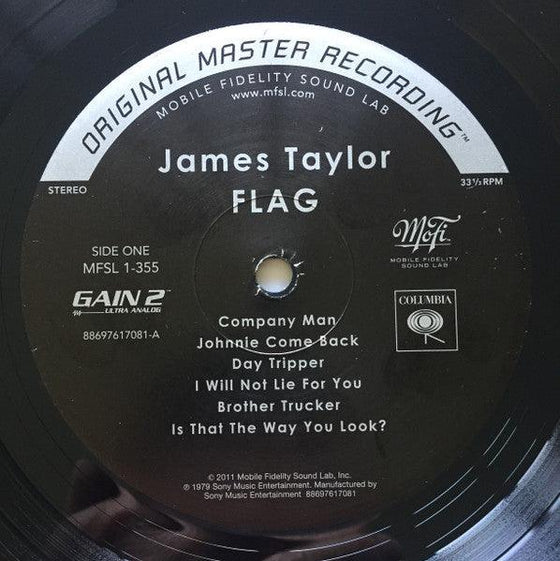 ORIGINAL MASTER RECORDING™
MOBILE FIDELITY SOUND LAB
www.mfsl.com
James Taylor
FLAG
STEREO
33⅓ RPM
SIDE ONE
MFSL 1-355
GAIN 2™
ULTRA ANALOG
88697617081-A
MoFi
MOBILE FIDELITY
SOUND LAB
COLUMBIA
Company Man
Johnnie Come Back
Day Tripper
I Will Not Lie For You
Brother Trucker
Is That The Way You Look?
© 2011 Mobile Fidelity Sound Lab, Inc.
℗ 1979 Sony Music Entertainment. Manufactured by
Sony Music Entertainment 88697617081